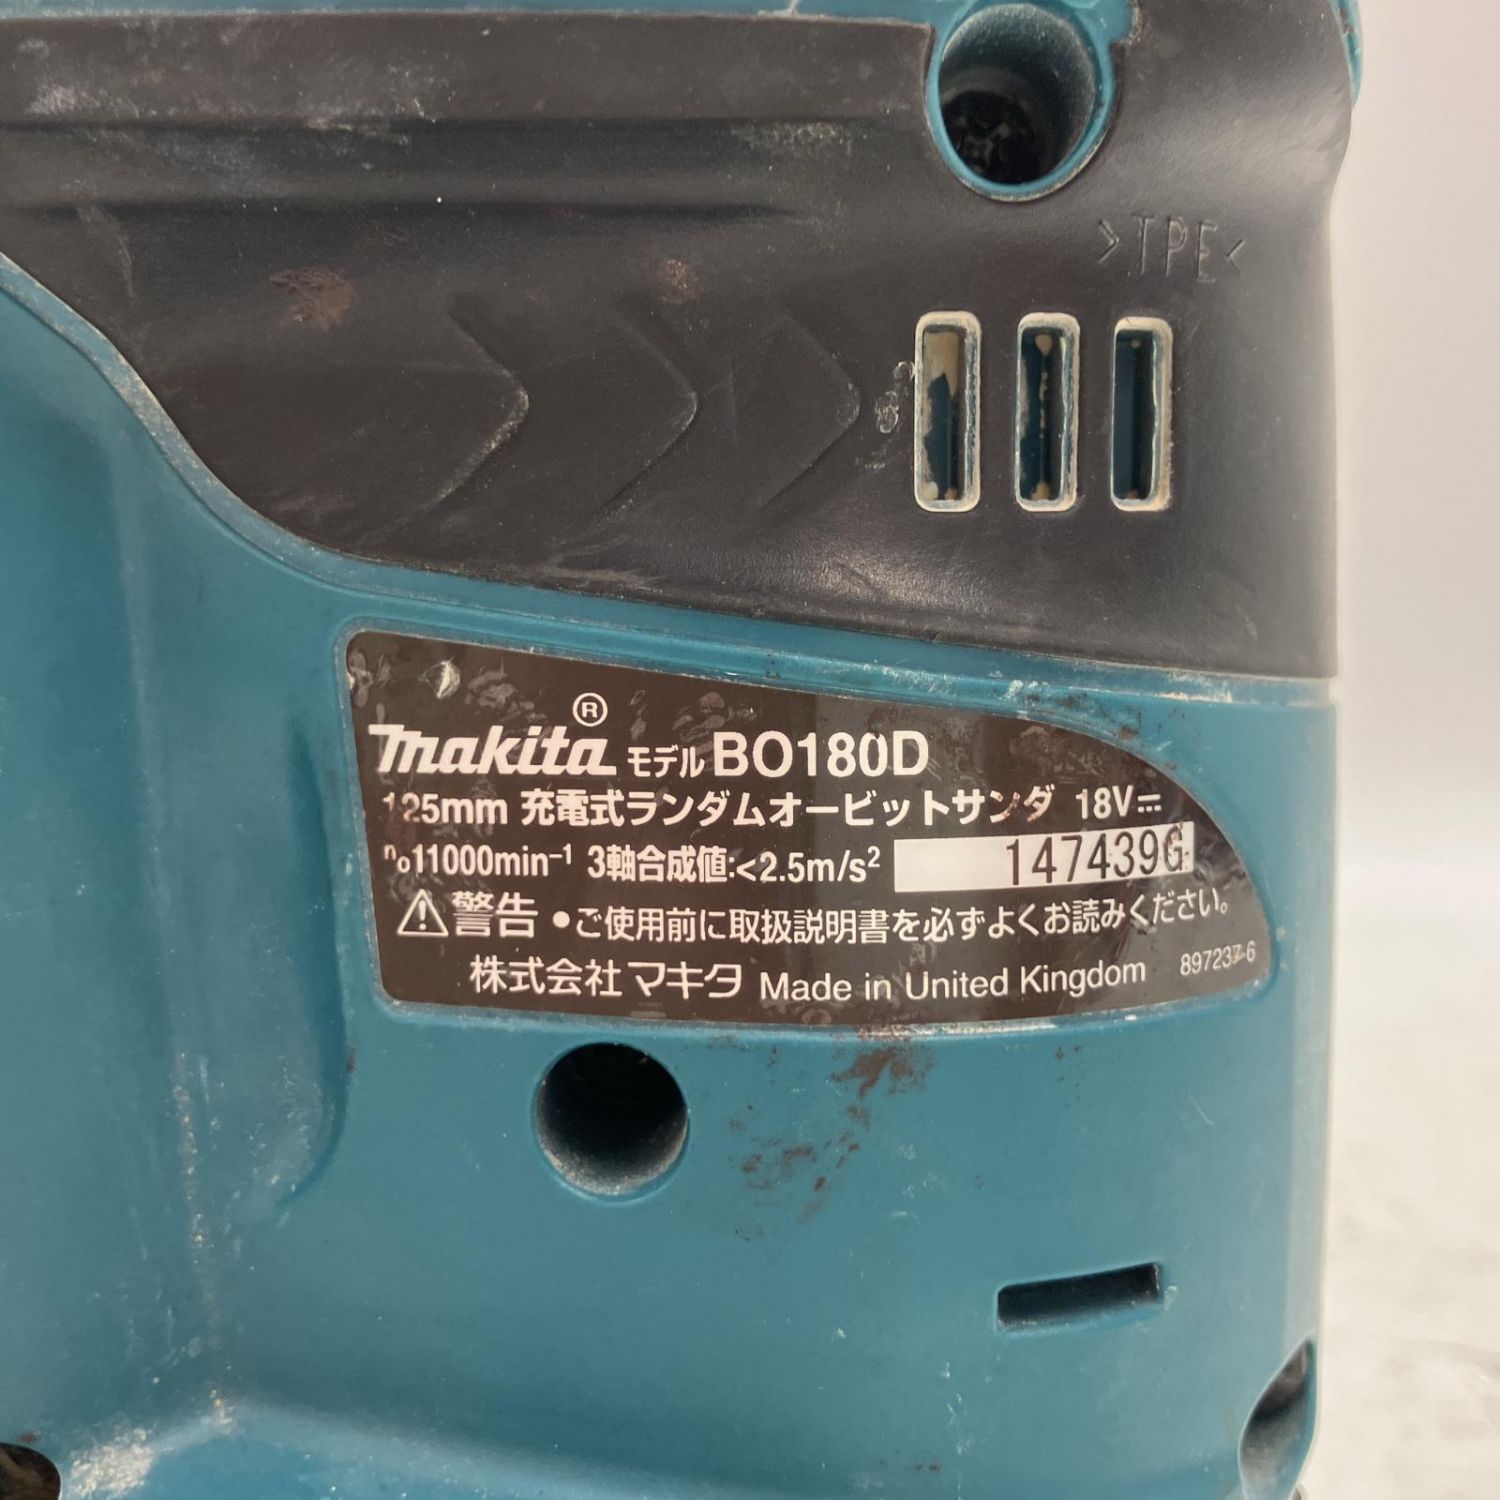 >TPE<
makita® モデル BO180D
125mm 充電式ランダムオービットサンダ 18V⎓
n₀11000min⁻¹ 3軸合成値:<2.5m/s² 147439G
⚠警告 •ご使用前に取扱説明書を必ずよくお読みください。
株式会社マキタ Made in United Kingdom 897237-6